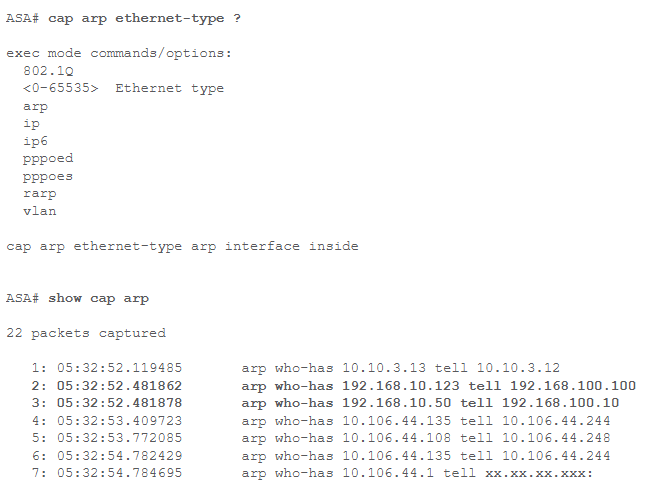 ASA# cap arp ethernet-type ?
exec mode commands/options:
802.1Q
<0-65535> Ethernet type
arp
ip
ip6
pppoed
pppoes
rarp
vlan
cap arp ethernet-type arp interface inside
ASA# show cap arp
22 packets captured
1: 05:32:52.119485 arp who-has 10.10.3.13 tell 10.10.3.12
2: 05:32:52.481862 arp who-has 192.168.10.123 tell 192.168.100.100
3: 05:32:52.481878 arp who-has 192.168.10.50 tell 192.168.100.10
4: 05:32:53.409723 arp who-has 10.106.44.135 tell 10.106.44.244
5: 05:32:53.772085 arp who-has 10.106.44.108 tell 10.106.44.248
6: 05:32:54.782429 arp who-has 10.106.44.135 tell 10.106.44.244
7: 05:32:54.784695 arp who-has 10.106.44.1 tell xx.xx.xx.xxx: